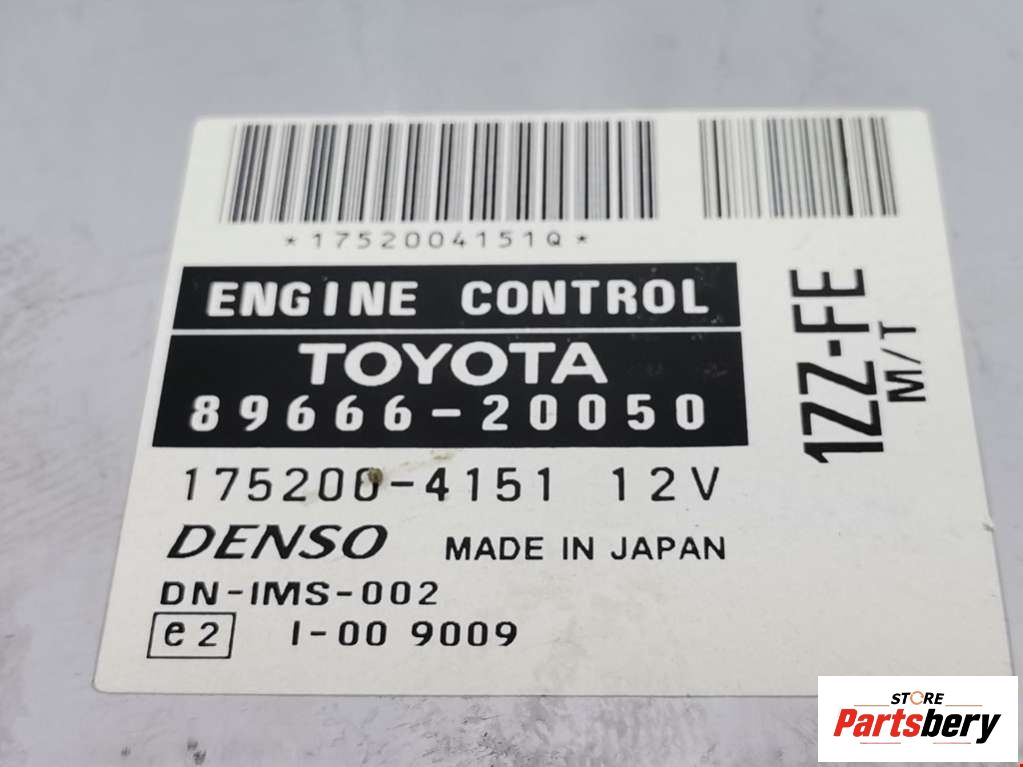 *1752004151Q*
ENGINE CONTROL
TOYOTA
89666-20050
175200-4151 12V
DENSO MADE IN JAPAN
DN-IMS-002
e2 I-00 9009
1ZZ-FE
M/T
STORE
Partsbery